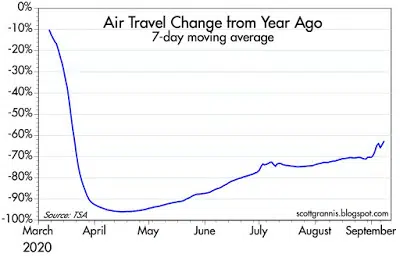 Air Travel Change from Year Ago
7-day moving average
0%
-10%
-20%
-30%
-40%
-50%
-60%
-70%
-80%
-90%
-100%
Source: TSA
scottgrannis.blogspot.com
March April May June July August September
2020